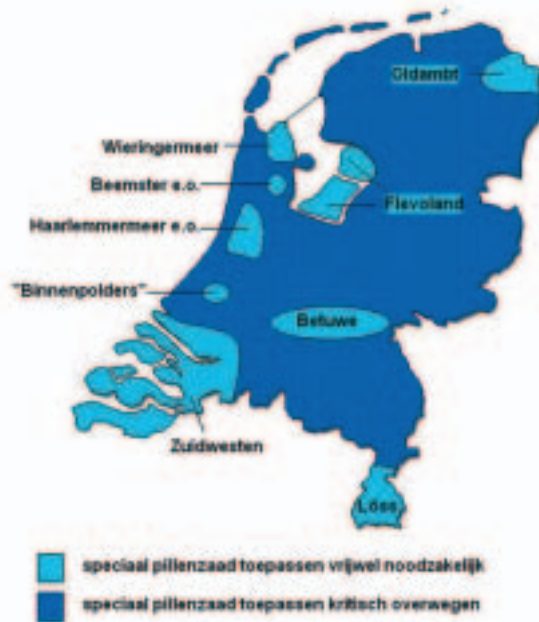 Oldambt
Wieringermeer
Beemster e.o.
Flevoland
Haarlemmermeer e.o.
"Binnenpolders"
Betuwe
Zuidwesten
Löss
speciaal pillenzaad toepassen vrijwel noodzakelijk
speciaal pillenzaad toepassen kritisch overwegen